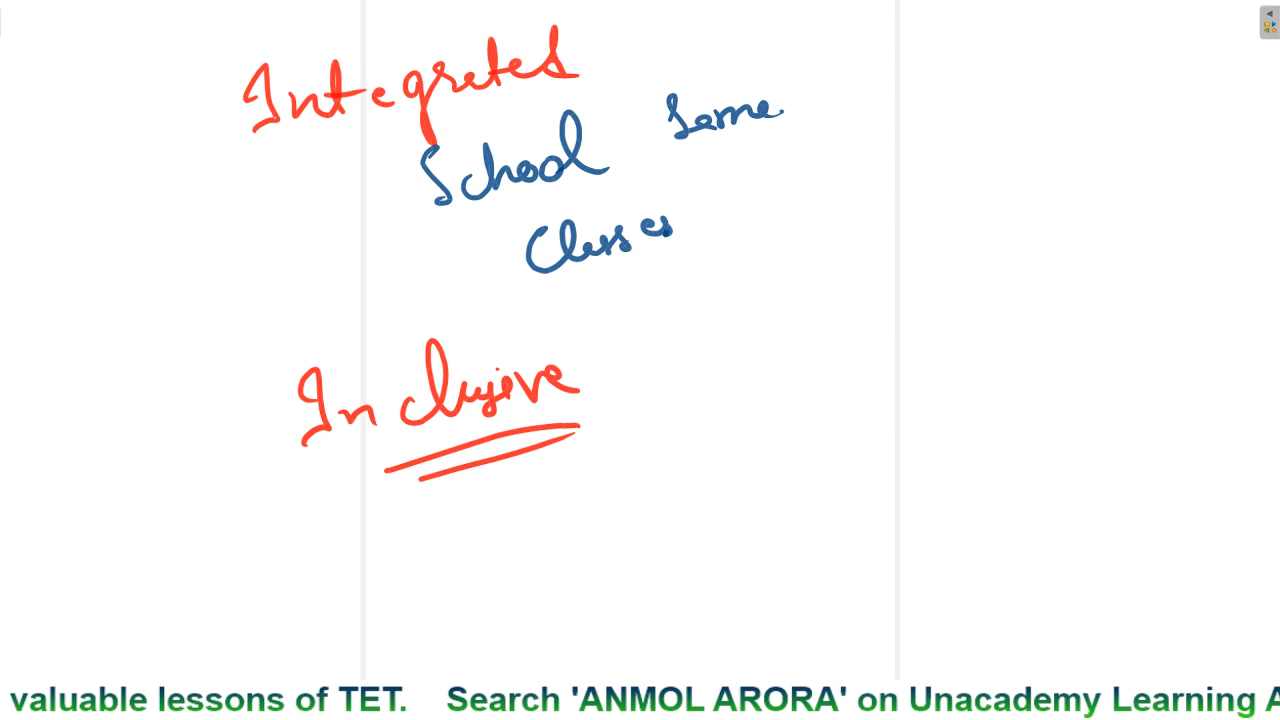 Integrated
School Same
Classes
Inclusive
valuable lessons of TET. Search 'ANMOL ARORA' on Unacademy Learning A